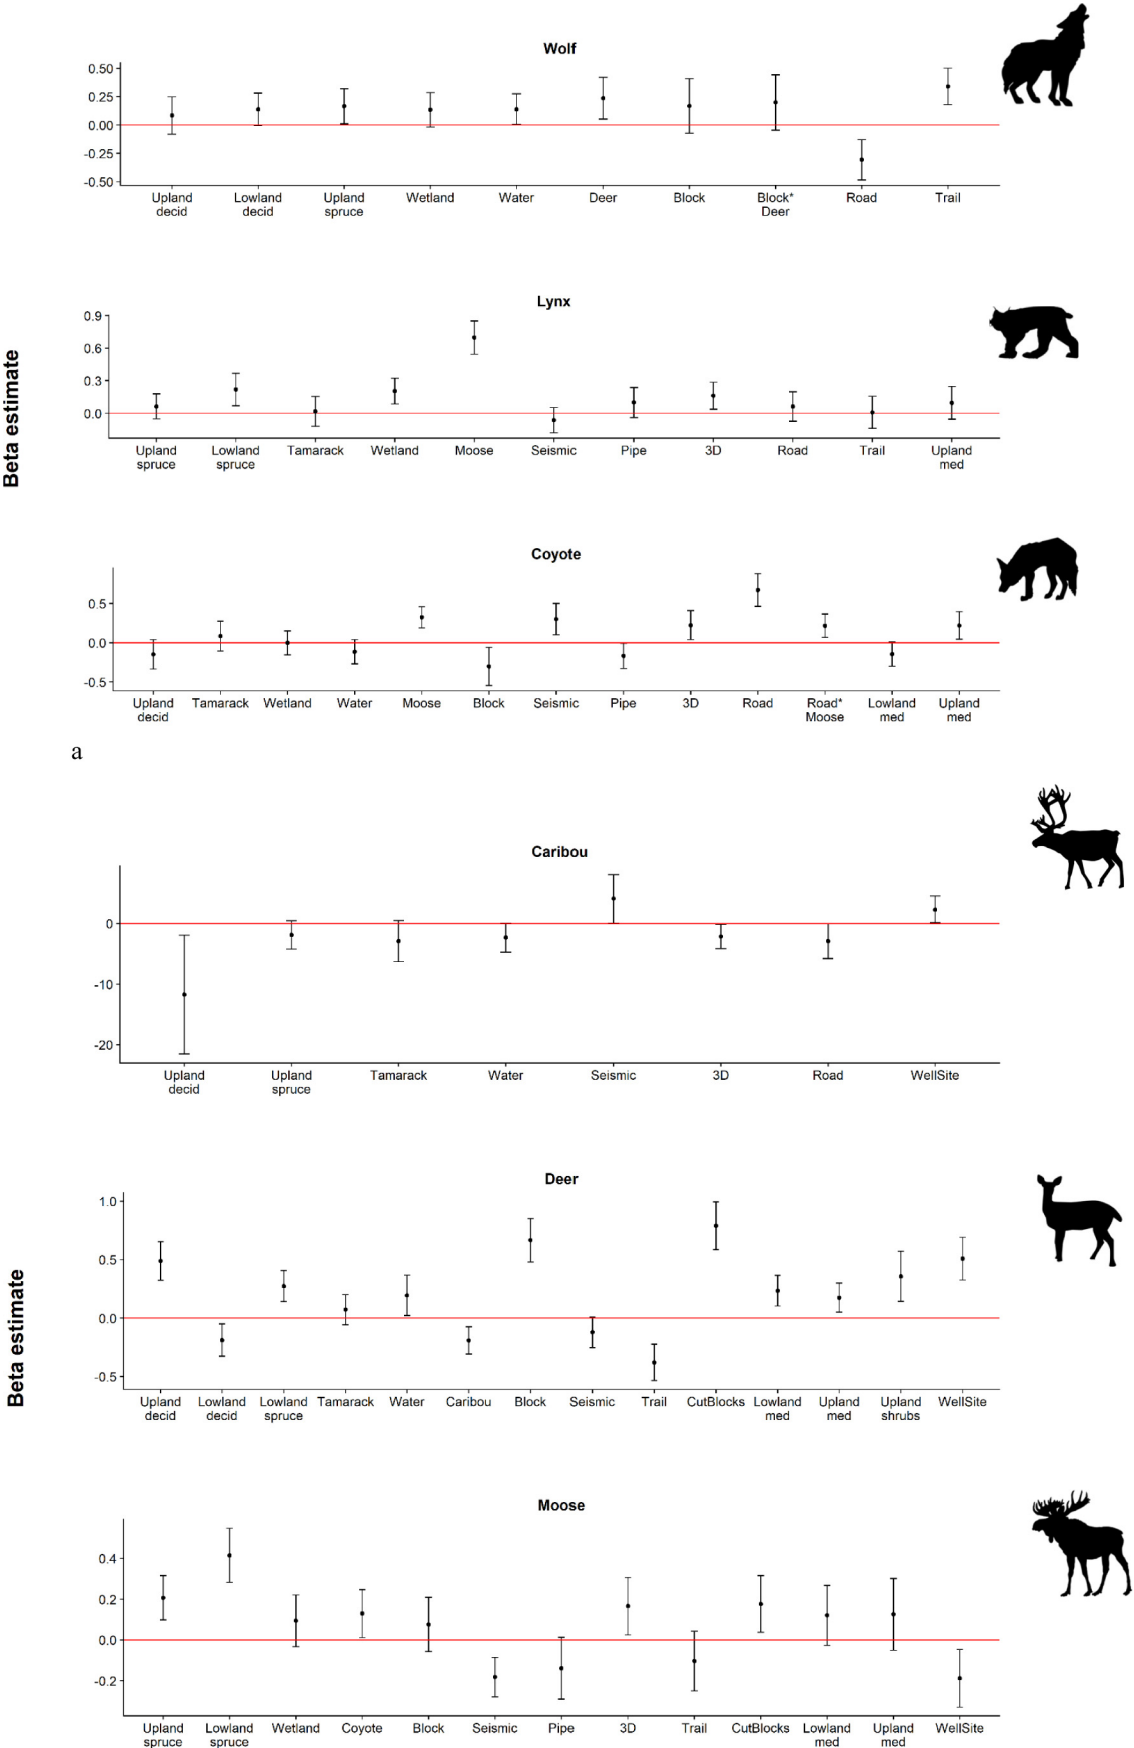 Wolf
0.50
0.25
0.00
-0.25
-0.50
Upland Lowland Upland Wetland Water Deer Block Block* Road Trail
decid decid spruce Deer
Lynx
0.9
0.6
0.3
0.0
Upland Lowland Tamarack Wetland Moose Seismic Pipe 3D Road Trail Upland
spruce spruce med
Beta estimate
Coyote
0.5
0.0
-0.5
Upland Tamarack Wetland Water Moose Block Seismic Pipe 3D Road Road* Lowland Upland
decid Moose med med
a
Caribou
0
-10
-20
Upland Upland Tamarack Water Seismic 3D Road WellSite
decid spruce
Deer
1.0
0.5
0.0
-0.5
Upland Lowland Lowland Tamarack Water Caribou Block Seismic Trail CutBlocks Lowland Upland Upland WellSite
decid decid spruce med med shrubs
Beta estimate
Moose
0.4
0.2
0.0
-0.2
Upland Lowland Wetland Coyote Block Seismic Pipe 3D Trail CutBlocks Lowland Upland WellSite
spruce spruce med med